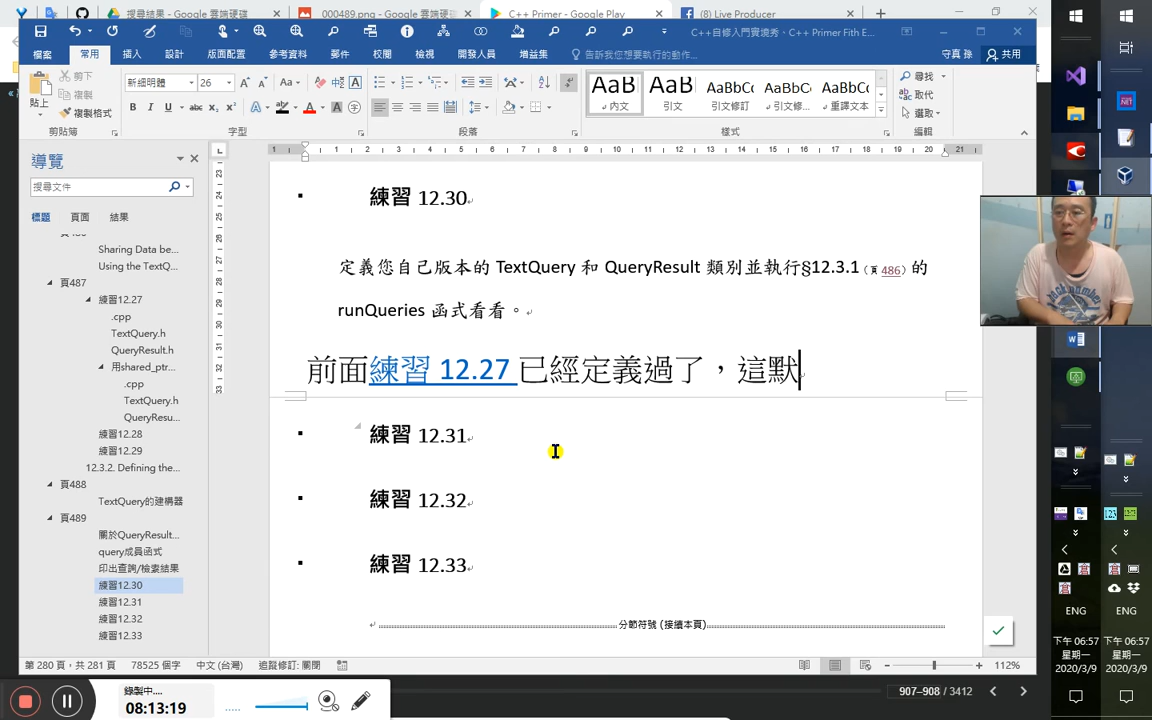 搜尋結果 - Google 雲端硬碟
000489.png - Google 雲端硬碟
C++ Primer - Google Play
(8) Live Producer
C++自修入門實境秀、C++ Primer Fith E...
檔案
常用
插入
設計
版面配置
參考資料
郵件
校閱
檢視
開發人員
增益集
告訴我您想要執行的動作...
守真 孫
共用
貼上
剪下
複製
複製格式
剪貼簿
新細明體
26
字型
段落
AaB
內文
AaB
引文
AaBbCc
引文修訂
AaBbCc
引文修...
AaBbCc
重譯文本
樣式
尋找
取代
選取
編輯
導覽
搜尋文件
標題
頁面
結果
Sharing Data be...
Using the TextQ...
頁487
練習12.27
.cpp
TextQuery.h
QueryResult.h
用shared_ptr...
.cpp
TextQuery.h
QueryResu...
練習12.28
練習12.29
12.3.2. Defining the...
頁488
TextQuery的建構器
頁489
關於QueryResult...
query成員函式
印出查詢/檢索結果
練習12.30
練習12.31
練習12.32
練習12.33
練習 12.30
定義您自己版本的 TextQuery 和 QueryResult 類別並執行§12.3.1（頁 486）的
runQueries 函式看看。
前面練習 12.27 已經定義過了，這默
練習 12.31
練習 12.32
練習 12.33
分節符號 (接續本頁)
第 280 頁，共 281 頁
78525 個字
中文 (台灣)
追蹤修訂: 關閉
112%
錄製中....
08:13:19
907–908 / 3412
ENG
下午 06:57
星期一
2020/3/9
ENG
下午 06:57
星期一
2020/3/9